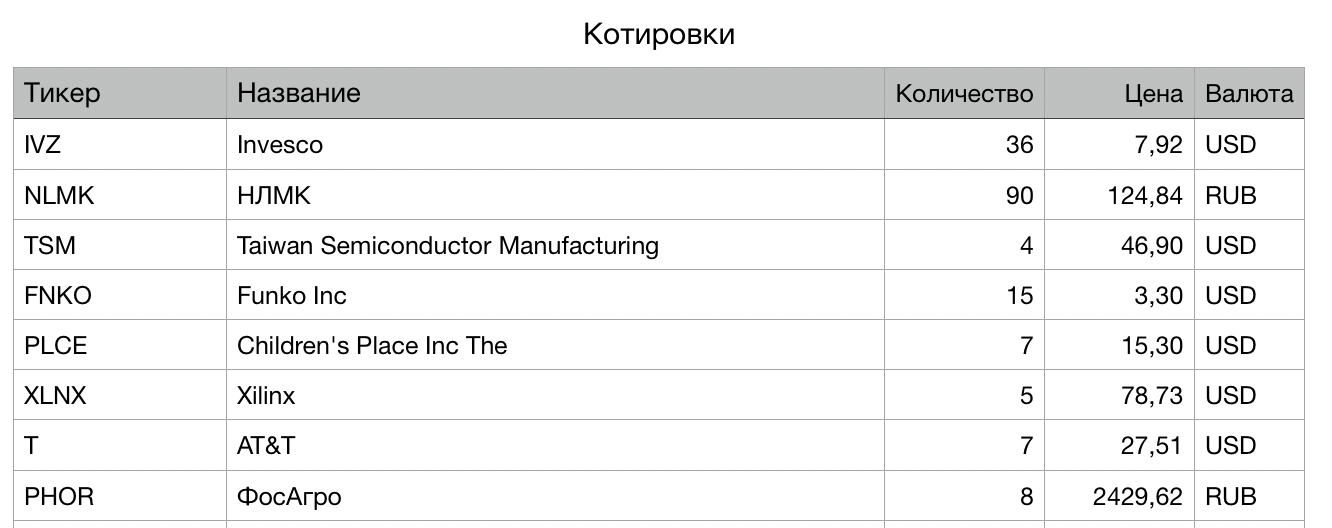 Котировки
Тикер Название Количество Цена Валюта
IVZ Invesco 36 7,92 USD
NLMK НЛМК 90 124,84 RUB
TSM Taiwan Semiconductor Manufacturing 4 46,90 USD
FNKO Funko Inc 15 3,30 USD
PLCE Children's Place Inc The 7 15,30 USD
XLNX Xilinx 5 78,73 USD
T AT&T 7 27,51 USD
PHOR ФосАгро 8 2429,62 RUB